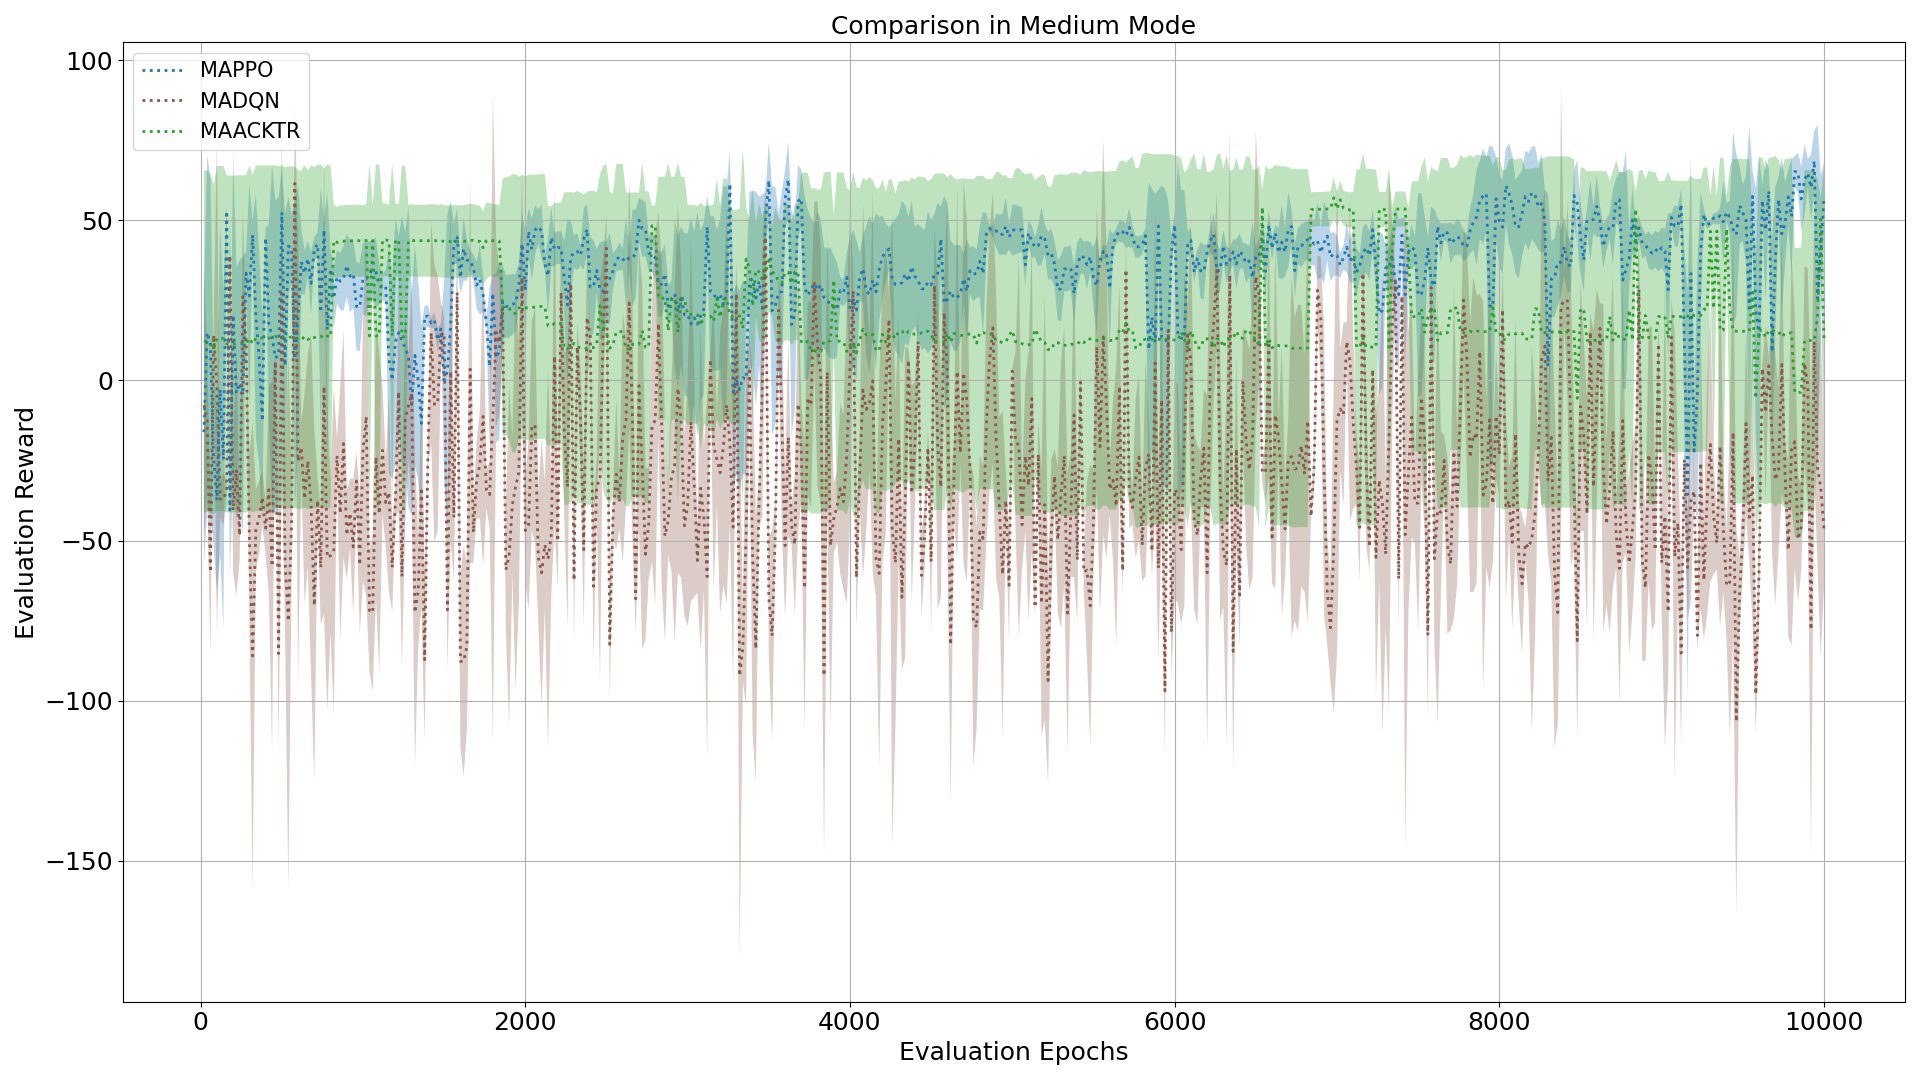 Comparison in Medium Mode
MAPPO
MADQN
MAACKTR
100
50
0
−50
−100
−150
Evaluation Reward
0 2000 4000 6000 8000 10000
Evaluation Epochs